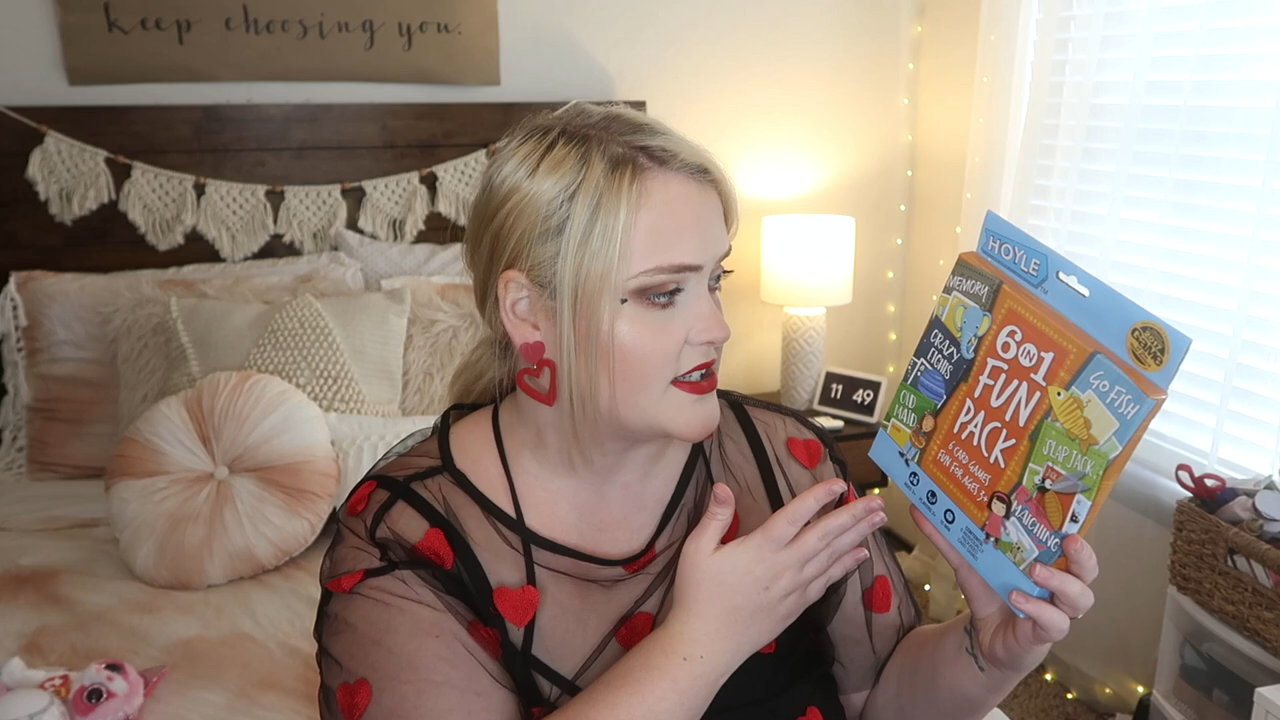 keep choosing you.
11 49
HOYLE
MEMORY
CRAZY
EIGHTS
OLD
MAID
6 IN 1
FUN
PACK
6 CARD GAMES
FUN FOR AGES 3+
GO FISH
SLAP JACK
MATCHING
ty